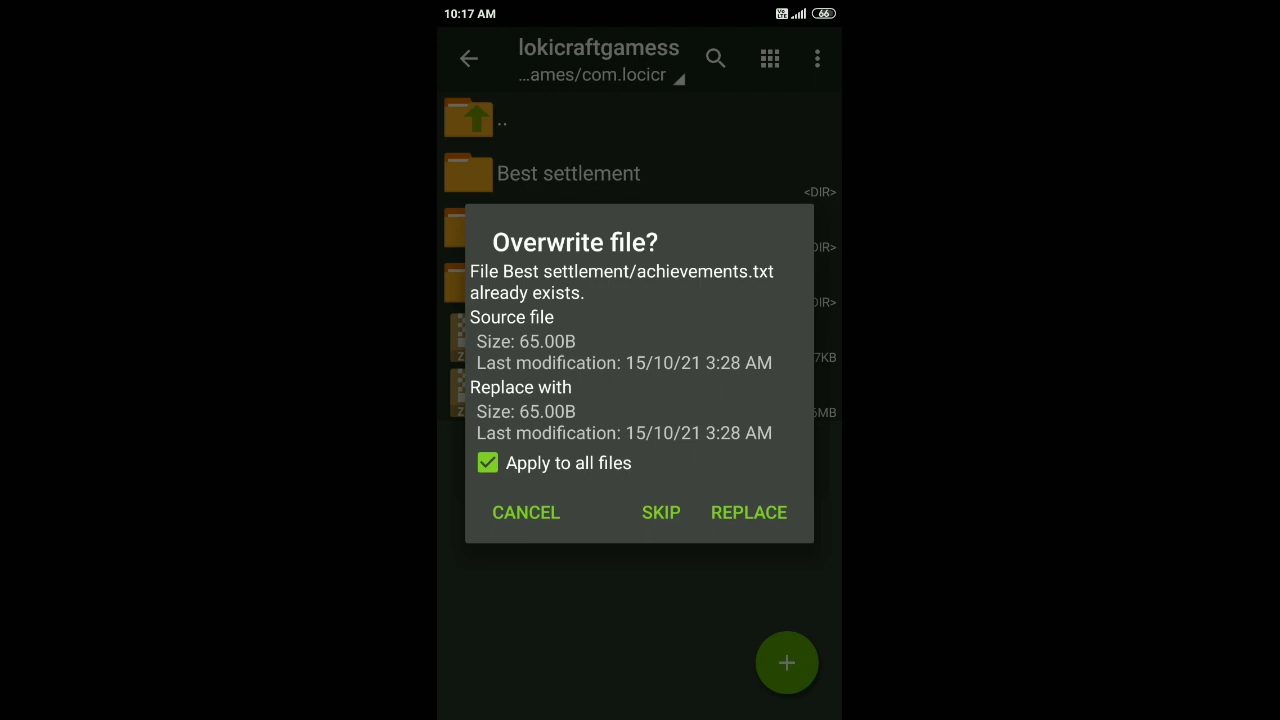 10:17 AM
66
lokicraftgamess
...ames/com.locicr
..
Best settlement
<DIR>
Overwrite file?
File Best settlement/achievements.txt
already exists.
DIR>
Source file
DIR>
Size: 65.00B
Last modification: 15/10/21 3:28 AM
7KB
Replace with
Size: 65.00B
6MB
Last modification: 15/10/21 3:28 AM
Apply to all files
CANCEL SKIP REPLACE